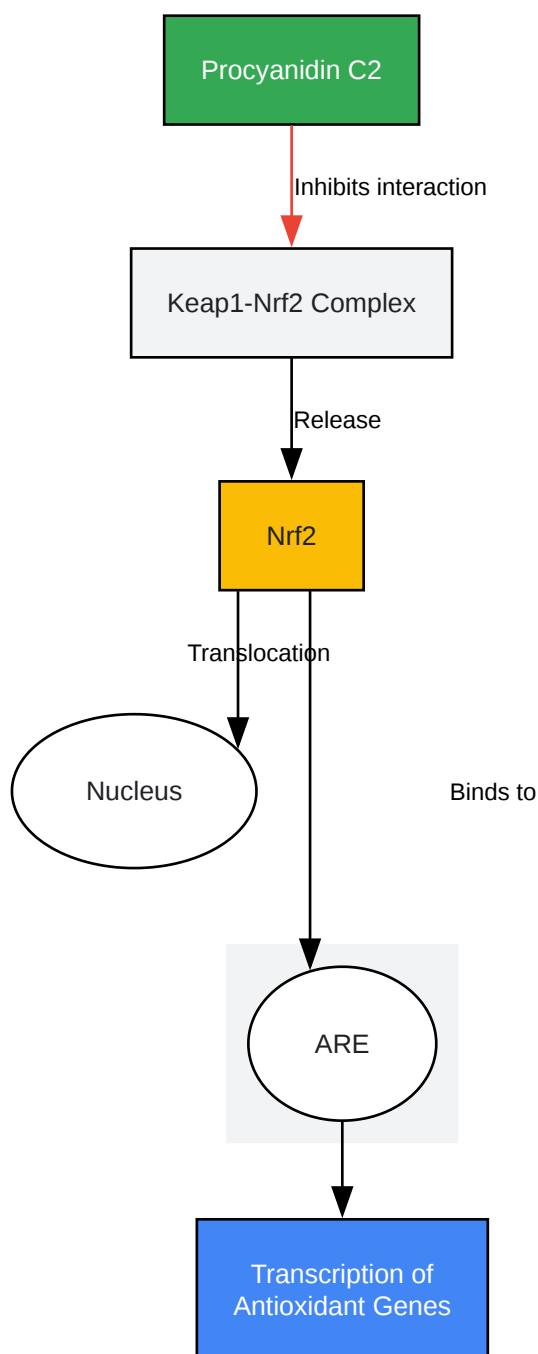 Procyanidin C2
Inhibits interaction
Keap1-Nrf2 Complex
Release
Nrf2
Translocation
Nucleus
Binds to
ARE
Transcription of
Antioxidant Genes